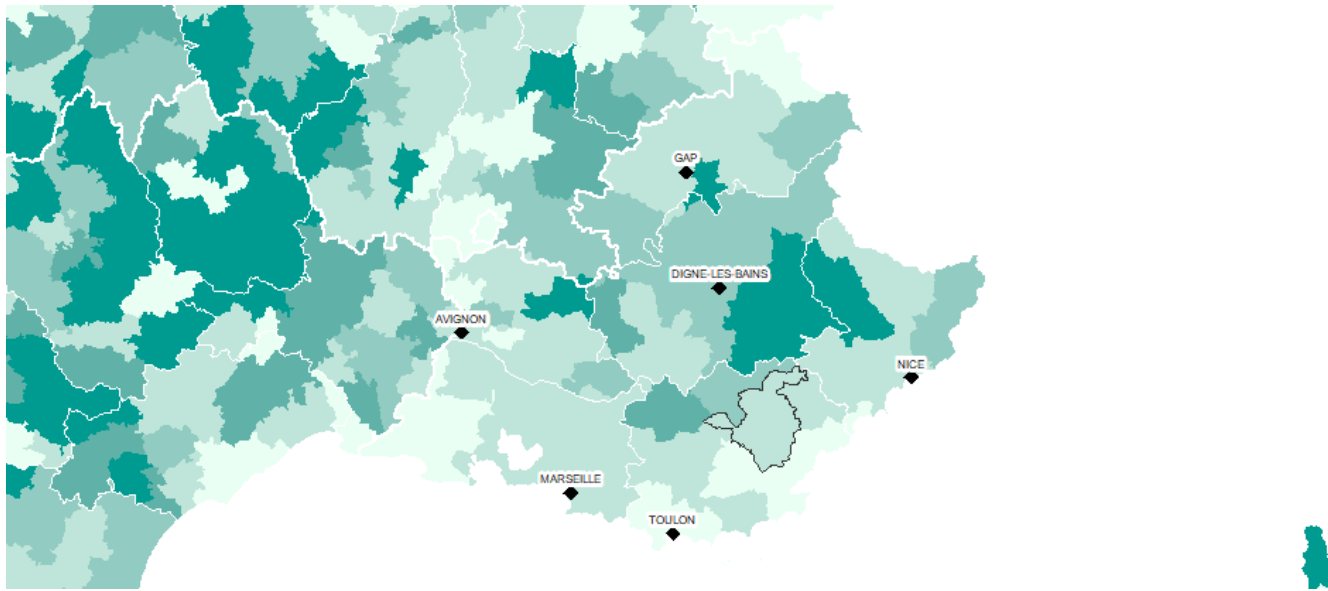 GAP
DIGNE-LES-BAINS
AVIGNON
NICE
MARSEILLE
TOULON